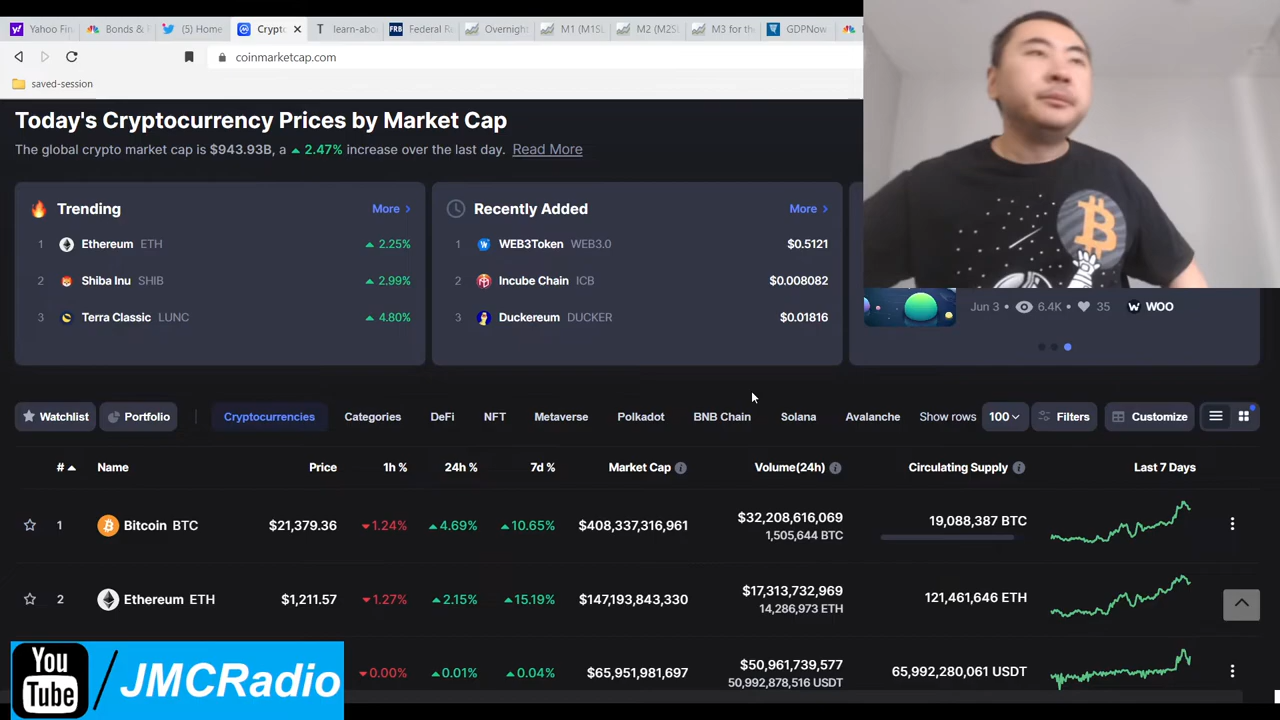 Yahoo Fin
Bonds &
(5) Home
Crypto
learn-abo
Federal R
Overnigh
M1 (M1SL
M2 (M2SL
M3 for th
GDPNow
coinmarketcap.com
saved-session
Today's Cryptocurrency Prices by Market Cap
The global crypto market cap is $943.93B, a 2.47% increase over the last day. Read More
Trending More
1 Ethereum ETH 2.25%
2 Shiba Inu SHIB 2.99%
3 Terra Classic LUNC 4.80%
Recently Added More
1 WEB3Token WEB3.0 $0.5121
2 Incube Chain ICB $0.008082
3 Duckereum DUCKER $0.01816
Jun 3 • 6.4K • 35 WOO
Watchlist Portfolio Cryptocurrencies Categories DeFi NFT Metaverse Polkadot BNB Chain Solana Avalanche Show rows 100 Filters Customize
# Name Price 1h % 24h % 7d % Market Cap Volume(24h) Circulating Supply Last 7 Days
1 Bitcoin BTC $21,379.36 1.24% 4.69% 10.65% $408,337,316,961 $32,208,616,069 19,088,387 BTC
1,505,644 BTC
2 Ethereum ETH $1,211.57 1.27% 2.15% 15.19% $147,193,843,330 $17,313,732,969 121,461,646 ETH
14,286,973 ETH
0.00% 0.01% 0.04% $65,951,981,697 $50,961,739,577 65,992,280,061 USDT
50,992,878,516 USDT
You Tube / JMCRadio